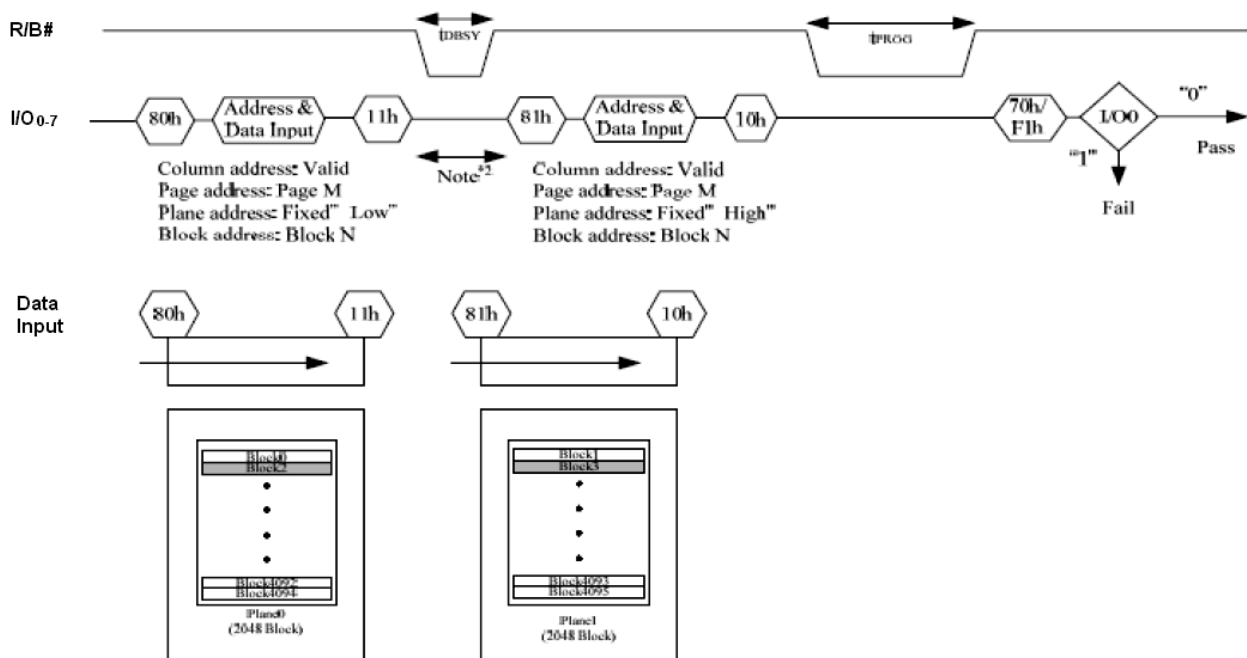 R/B#
tDBSY
tPROG
I/O0-7
80h
Address &
Data Input
11h
81h
Address &
Data Input
10h
70h/
F1h
I/O0
“0”
Pass
“1”
Fail
Column address: Valid
Page address: Page M
Plane address: Fixed” Low”
Block address: Block N
Note*2
Column address: Valid
Page address: Page M
Plane address: Fixed” High”
Block address: Block N
Data
Input
80h
11h
81h
10h
Block0
Block2
Block4092
Block4094
Plane0
(2048 Block)
Block1
Block3
Block4093
Block4095
Plane1
(2048 Block)